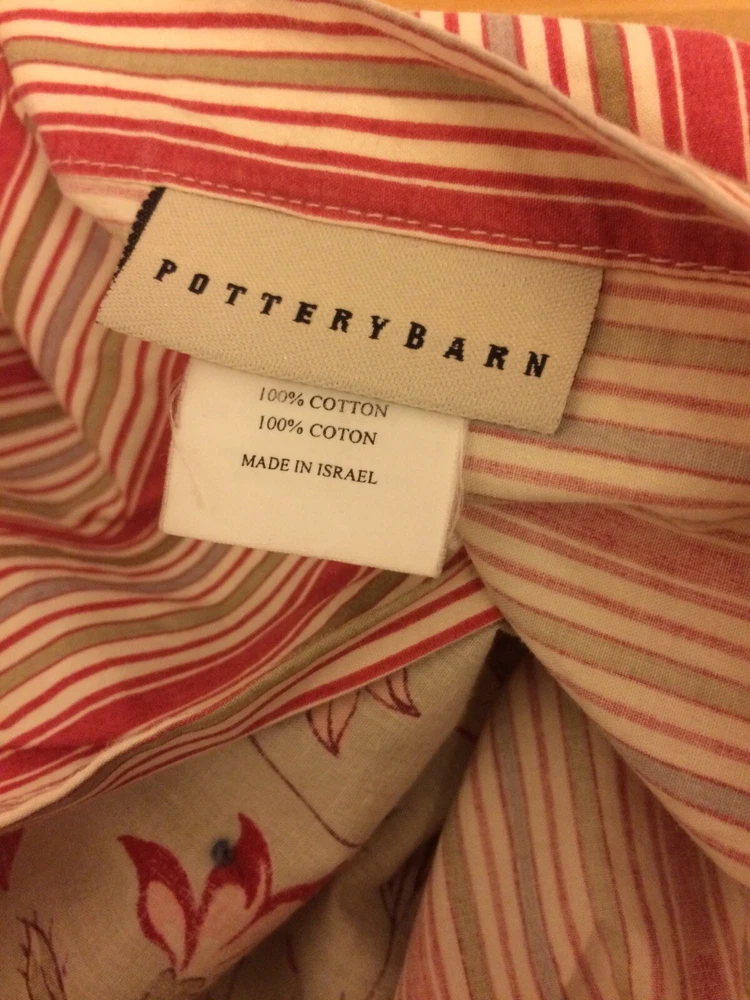 POTTERYBARN
100% COTTON
100% COTON
MADE IN ISRAEL